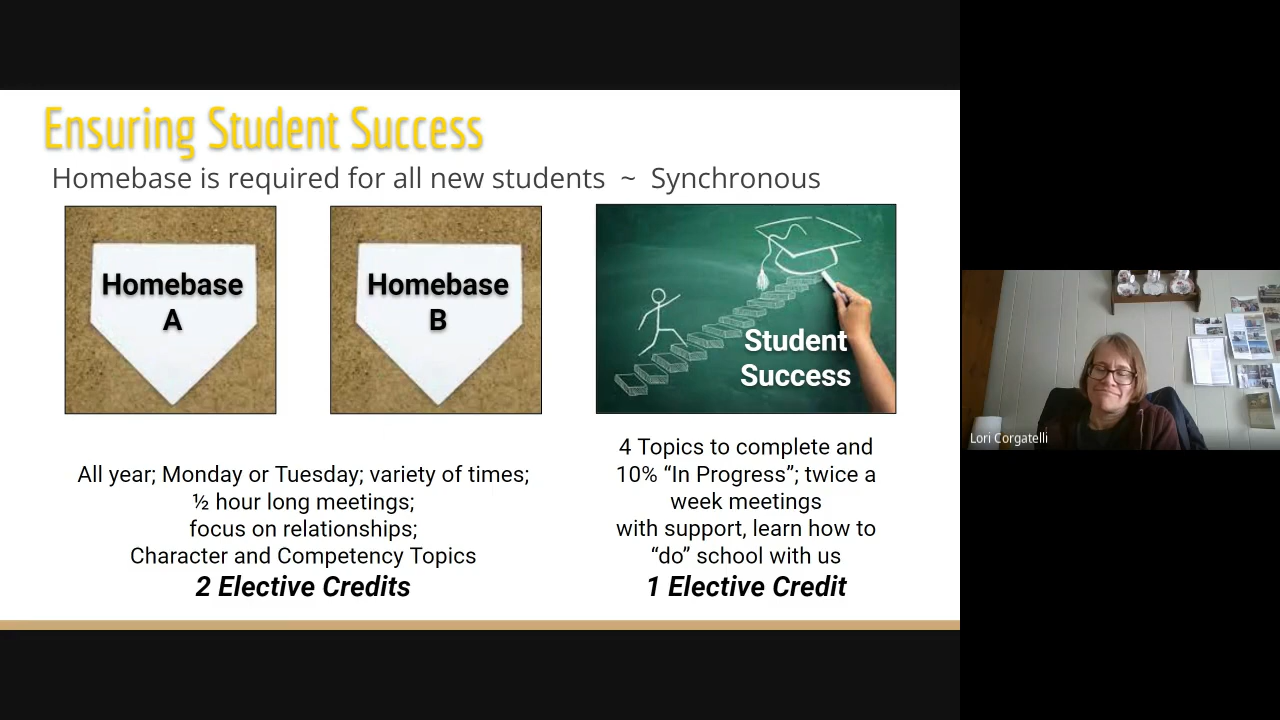 Ensuring Student Success
Homebase is required for all new students ~ Synchronous
Homebase
A
Homebase
B
Student
Success
All year; Monday or Tuesday; variety of times;
½ hour long meetings;
focus on relationships;
Character and Competency Topics
2 Elective Credits
4 Topics to complete and
10% “In Progress”; twice a
week meetings
with support, learn how to
“do” school with us
1 Elective Credit
Lori Corgatelli